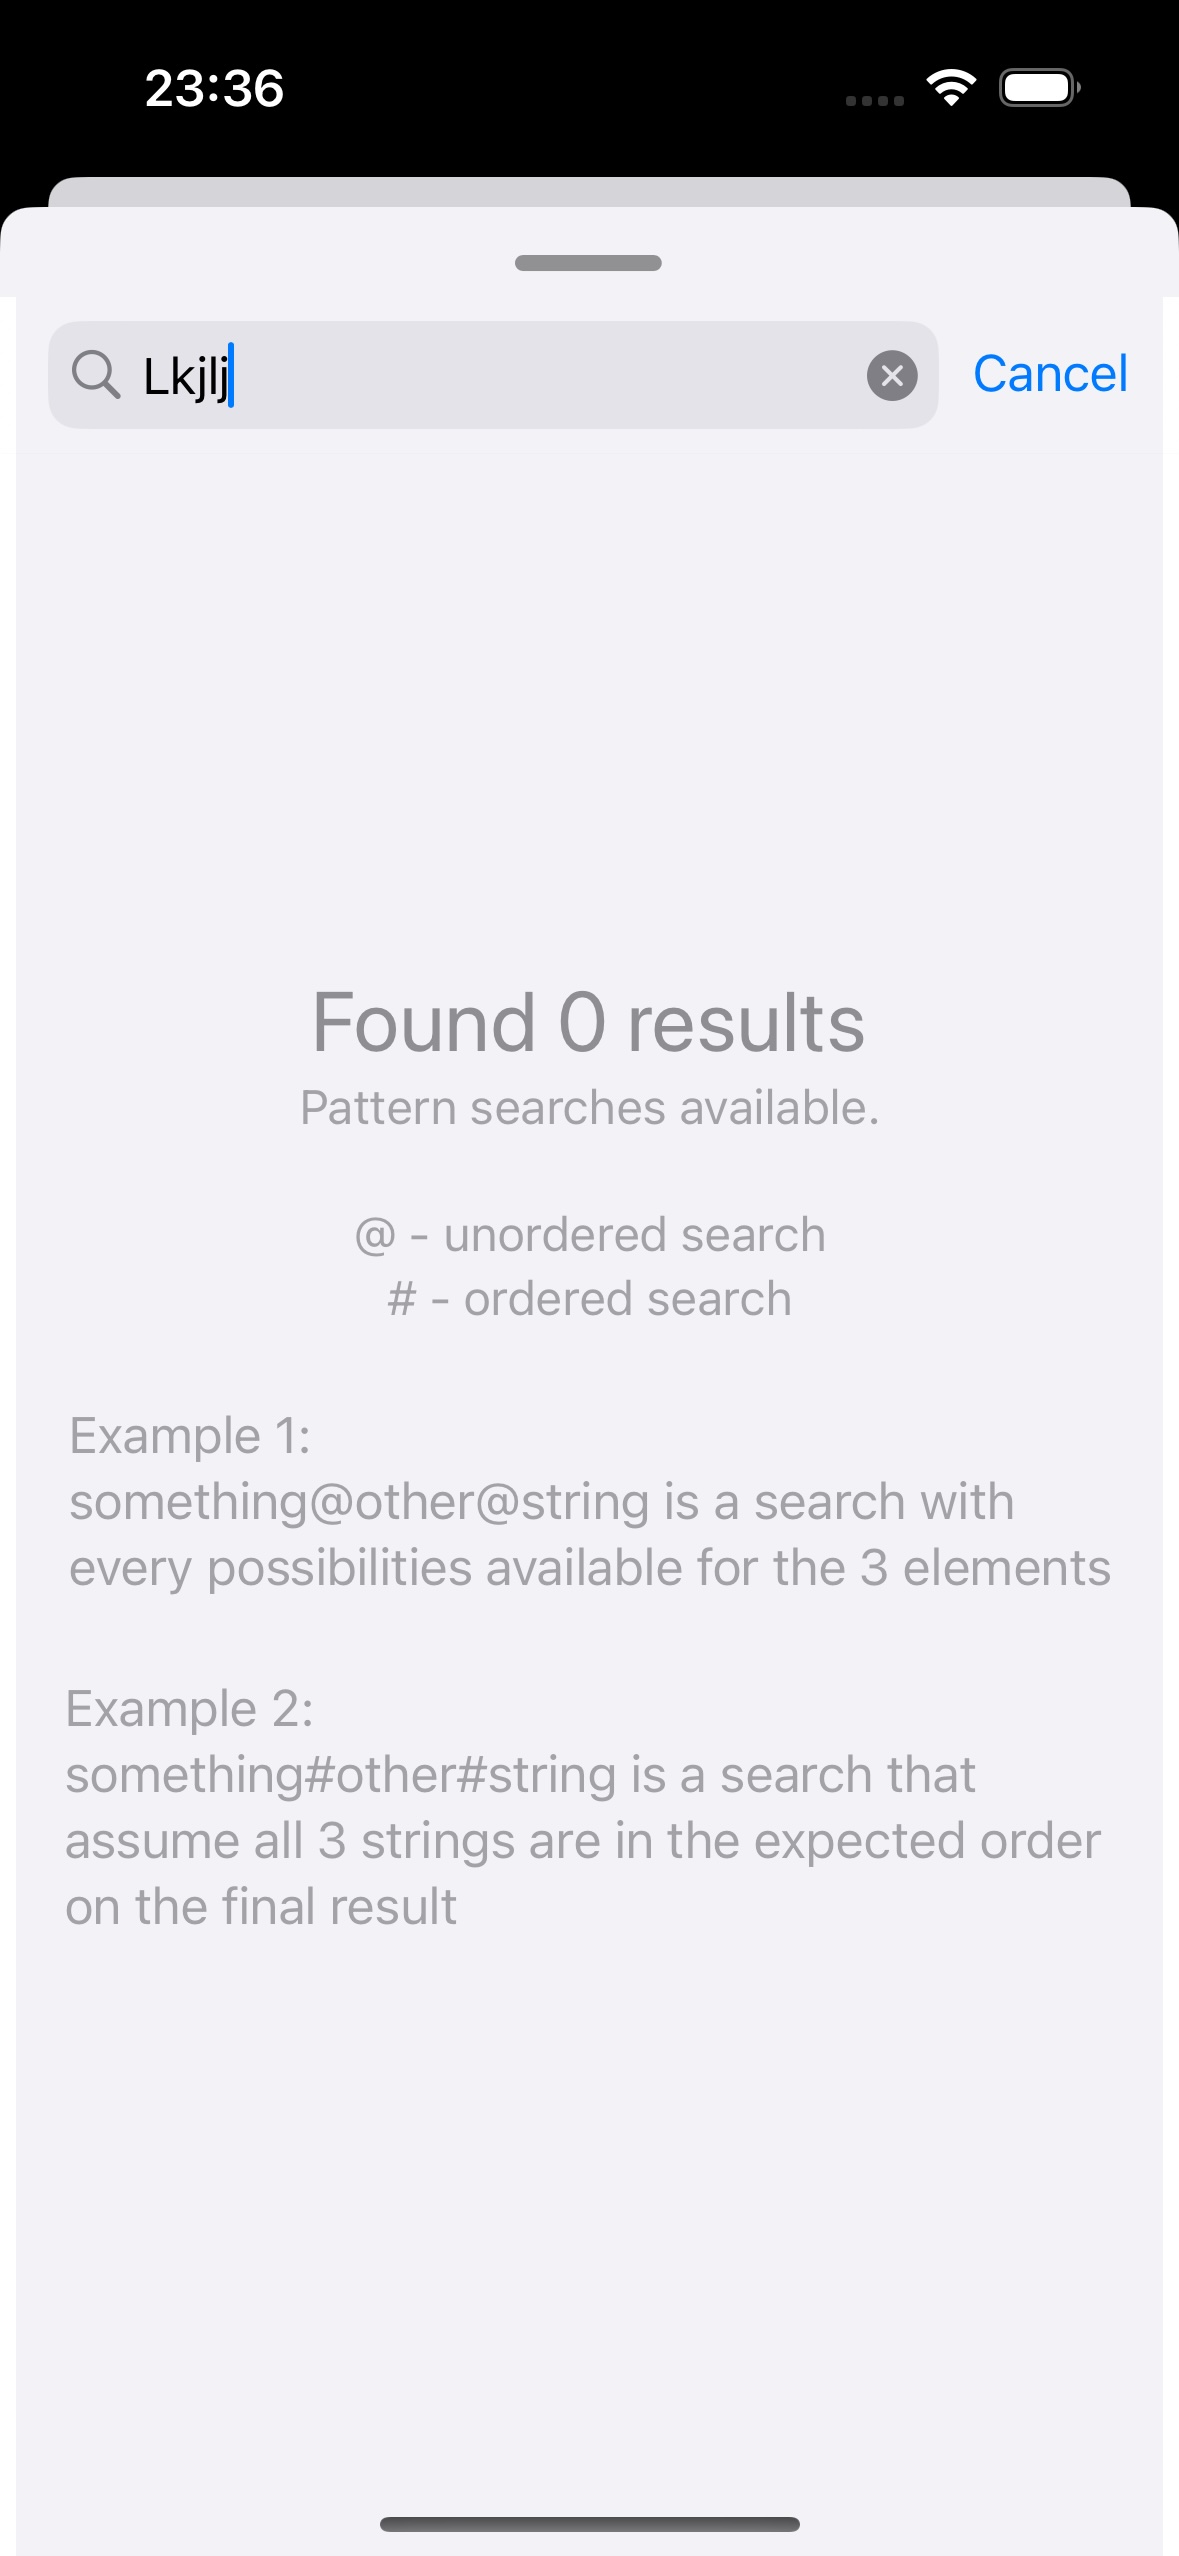 23:36
Lkjlj
Cancel
Found 0 results
Pattern searches available.
@ - unordered search
# - ordered search
Example 1:
something@other@string is a search with
every possibilities available for the 3 elements
Example 2:
something#other#string is a search that
assume all 3 strings are in the expected order
on the final result